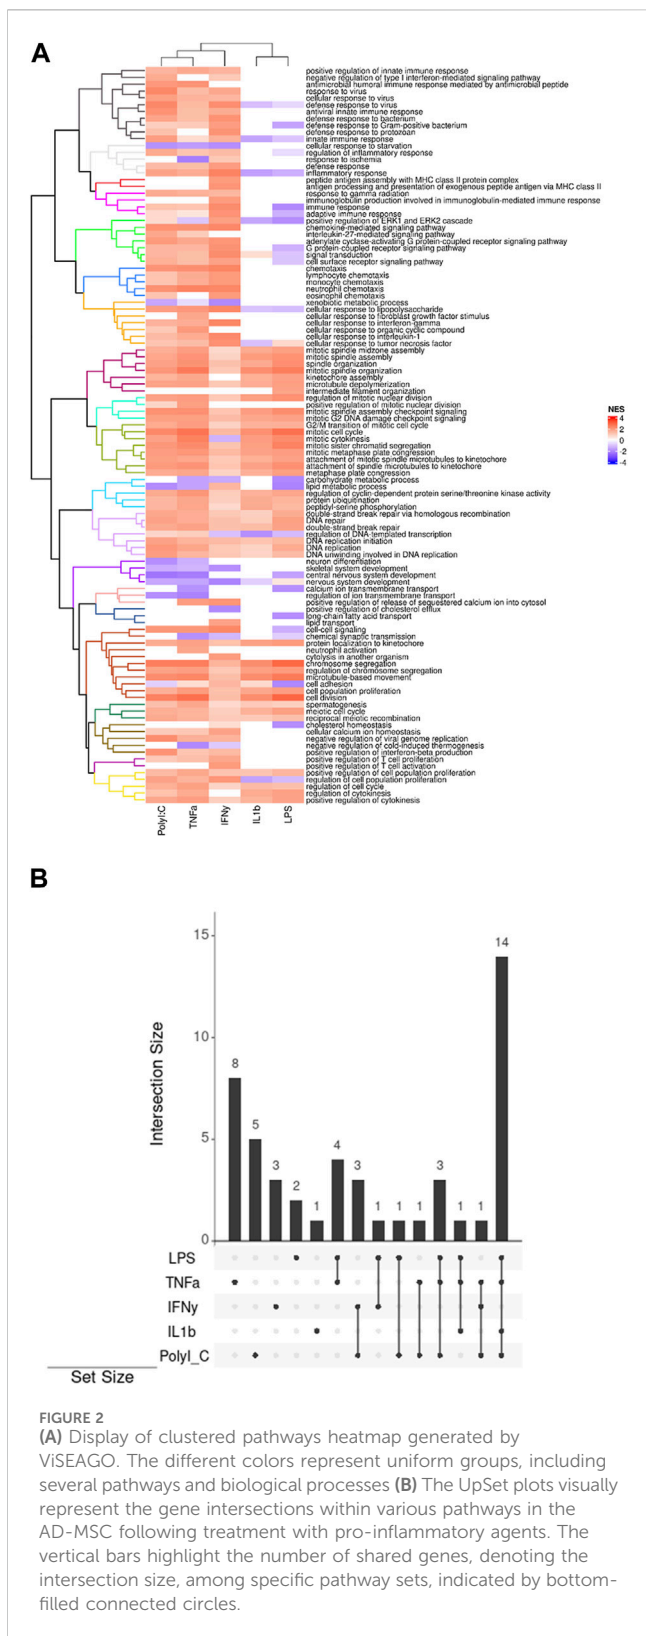 A
positive regulation of innate immune response
negative regulation of type I interferon-mediated signaling pathway
antimicrobial humoral immune response mediated by antimicrobial peptide
response to virus
cellular response to virus
defense response to virus
antiviral innate immune response
defense response to bacterium
defense response to Gram-positive bacterium
defense response to protozoan
innate immune response
cellular response to starvation
regulation of inflammatory response
response to ischemia
defense response
inflammatory response
peptide antigen assembly with MHC class II protein complex
antigen processing and presentation of exogenous peptide antigen via MHC class II
response to gamma radiation
immunoglobulin production involved in immunoglobulin-mediated immune response
immune response
adaptive immune response
positive regulation of ERK1 and ERK2 cascade
chemokine-mediated signaling pathway
interleukin-27-mediated signaling pathway
adenylate cyclase-activating G protein-coupled receptor signaling pathway
G protein-coupled receptor signaling pathway
signal transduction
cell surface receptor signaling pathway
chemotaxis
lymphocyte chemotaxis
monocyte chemotaxis
neutrophil chemotaxis
eosinophil chemotaxis
xenobiotic metabolic process
cellular response to lipopolysaccharide
cellular response to fibroblast growth factor stimulus
cellular response to interferon-gamma
cellular response to organic cyclic compound
cellular response to interleukin-1
cellular response to tumor necrosis factor
mitotic spindle midzone assembly
mitotic spindle assembly
spindle organization
mitotic spindle organization
kinetochore assembly
microtubule depolymerization
intermediate filament organization
regulation of mitotic nuclear division
positive regulation of mitotic nuclear division
mitotic spindle assembly checkpoint signaling
mitotic G2 DNA damage checkpoint signaling
G2/M transition of mitotic cell cycle
mitotic cell cycle
mitotic cytokinesis
mitotic sister chromatid segregation
mitotic metaphase plate congression
attachment of mitotic spindle microtubules to kinetochore
attachment of spindle microtubules to kinetochore
metaphase plate congression
carbohydrate metabolic process
lipid metabolic process
regulation of cyclin-dependent protein serine/threonine kinase activity
protein ubiquitination
peptidyl-serine phosphorylation
double-strand break repair via homologous recombination
DNA repair
double-strand break repair
regulation of DNA-templated transcription
DNA replication initiation
DNA replication
DNA unwinding involved in DNA replication
neuron differentiation
skeletal system development
central nervous system development
nervous system development
calcium ion transmembrane transport
regulation of ion transmembrane transport
positive regulation of release of sequestered calcium ion into cytosol
positive regulation of cholesterol efflux
long-chain fatty acid transport
lipid transport
cell-cell signaling
chemical synaptic transmission
protein localization to kinetochore
neutrophil activation
cytolysis in another organism
chromosome segregation
regulation of chromosome segregation
microtubule-based movement
cell adhesion
cell population proliferation
cell division
spermatogenesis
meiotic cell cycle
reciprocal meiotic recombination
cholesterol homeostasis
cellular calcium ion homeostasis
negative regulation of viral genome replication
negative regulation of cold-induced thermogenesis
positive regulation of interferon-beta production
positive regulation of T cell proliferation
positive regulation of T cell activation
positive regulation of cell population proliferation
regulation of cell population proliferation
regulation of cell cycle
regulation of cytokinesis
positive regulation of cytokinesis
NES
4
2
0
-2
-4
PolyI:C
TNFa
IFNy
IL1b
LPS
B
Intersection Size
15
10
5
0
8
5
3
2
1
4
3
1
1
1
3
1
1
14
LPS
TNFa
IFNy
IL1b
PolyI_C
Set Size
FIGURE 2
(A) Display of clustered pathways heatmap generated by
ViSEAGO. The different colors represent uniform groups, including
several pathways and biological processes (B) The UpSet plots visually
represent the gene intersections within various pathways in the
AD-MSC following treatment with pro-inflammatory agents. The
vertical bars highlight the number of shared genes, denoting the
intersection size, among specific pathway sets, indicated by bottom-
filled connected circles.